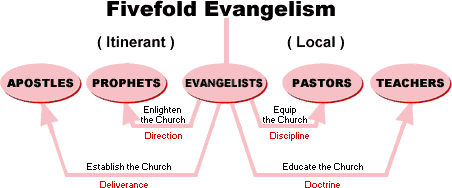 Fivefold Evangelism
( Itinerant ) ( Local )
APOSTLES PROPHETS EVANGELISTS PASTORS TEACHERS
Enlighten
the Church
Direction
Equip
the Church
Discipline
Establish the Church
Deliverance
Educate the Church
Doctrine